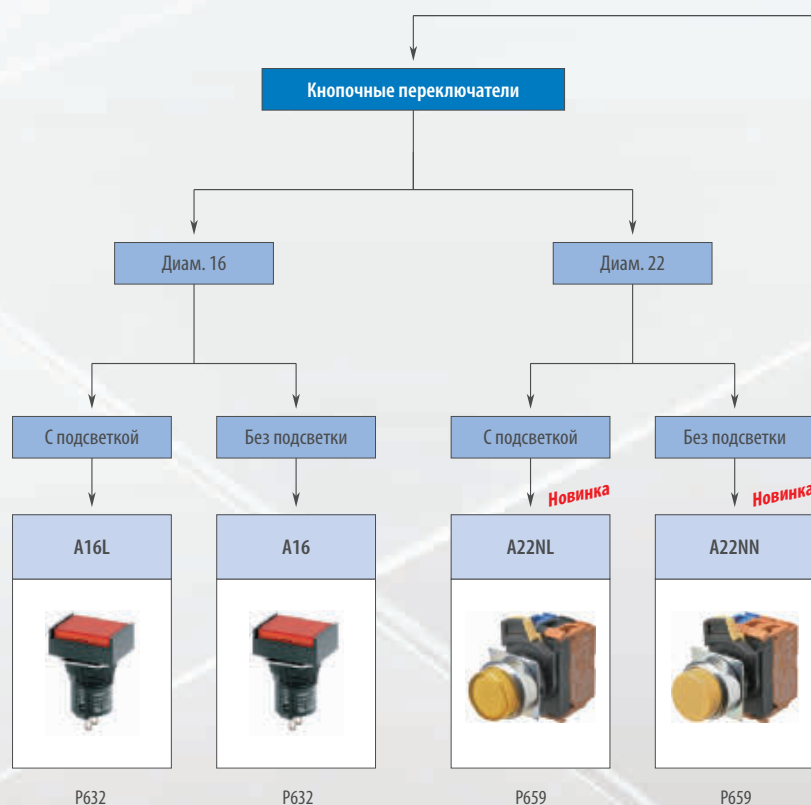 Кнопочные переключатели
Диам. 16
Диам. 22
С подсветкой
Без подсветки
С подсветкой
Без подсветки
Новинка
Новинка
A16L
A16
A22NL
A22NN
P632
P632
P659
P659